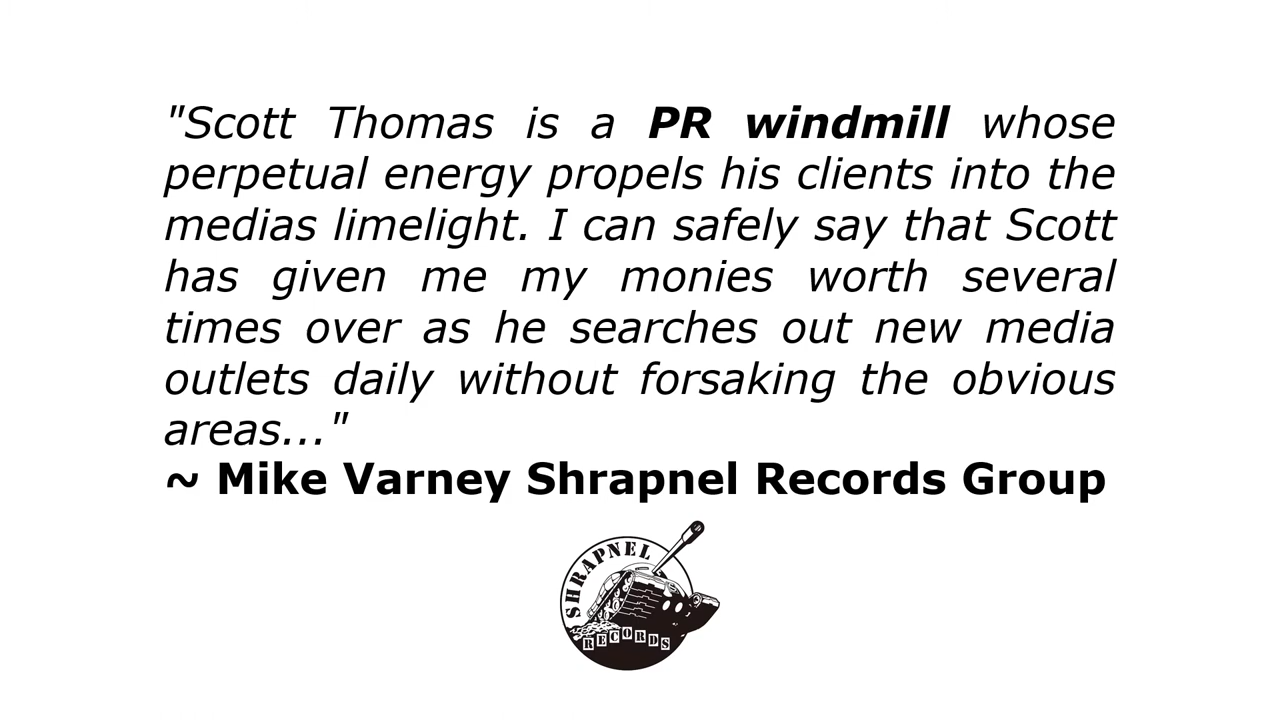 "Scott Thomas is a PR windmill whose
perpetual energy propels his clients into the
medias limelight. I can safely say that Scott
has given me my monies worth several
times over as he searches out new media
outlets daily without forsaking the obvious
areas..."
~ Mike Varney Shrapnel Records Group
SHRAPNEL
RECORDS